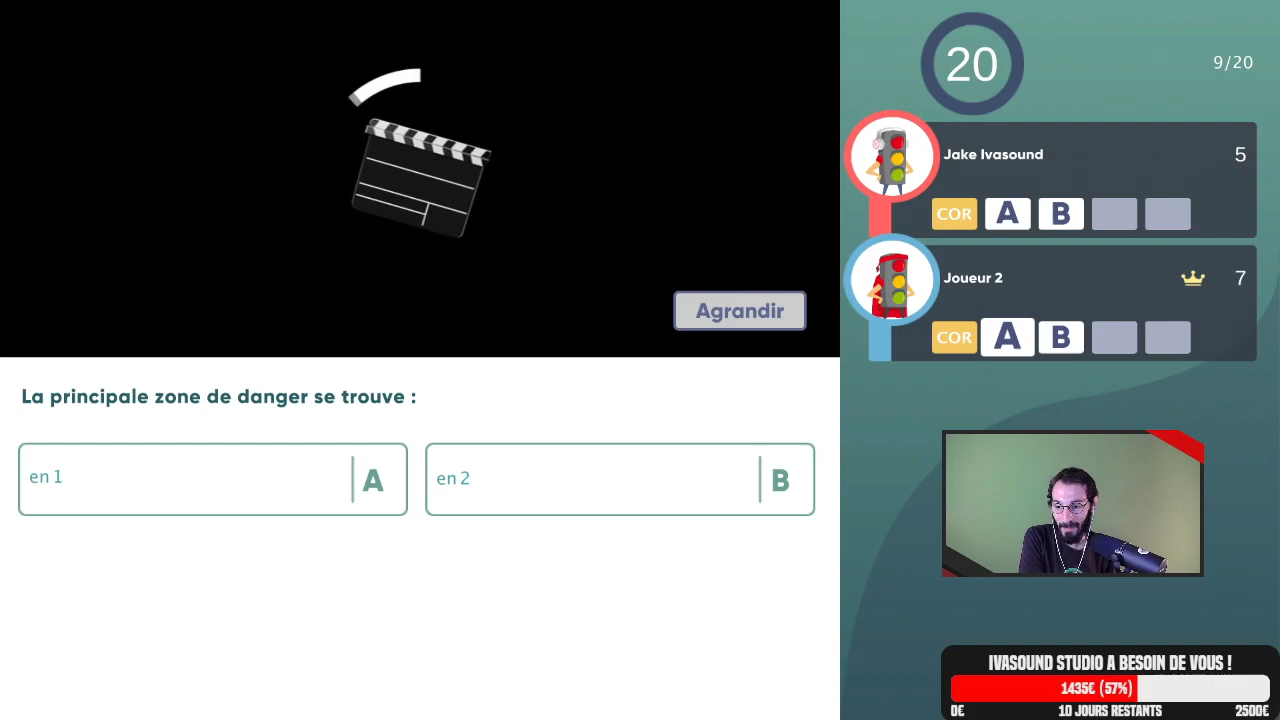 20
9/20
Jake Ivasound
5
COR A B
Joueur 2
7
COR A B
Agrandir
La principale zone de danger se trouve :
en 1
A
en 2
B
IVASOUND STUDIO A BESOIN DE VOUS !
1435€ (57%)
0€
10 JOURS RESTANTS
2500€